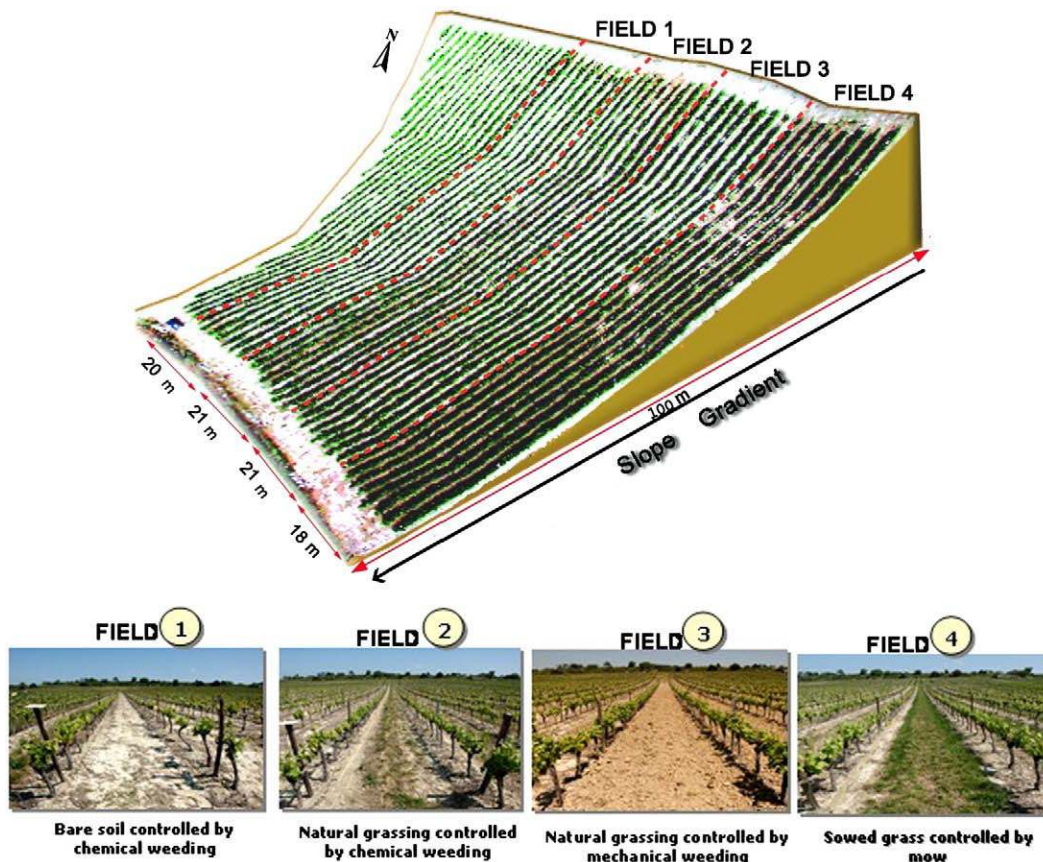 N
FIELD 1
FIELD 2
FIELD 3
FIELD 4
20 m
21 m
21 m
18 m
100 m
Slope Gradient
FIELD 1
FIELD 2
FIELD 3
FIELD 4
Bare soil controlled by
chemical weeding
Natural grassing controlled
by chemical weeding
Natural grassing controlled by
mechanical weeding
Sowed grass controlled by
mow